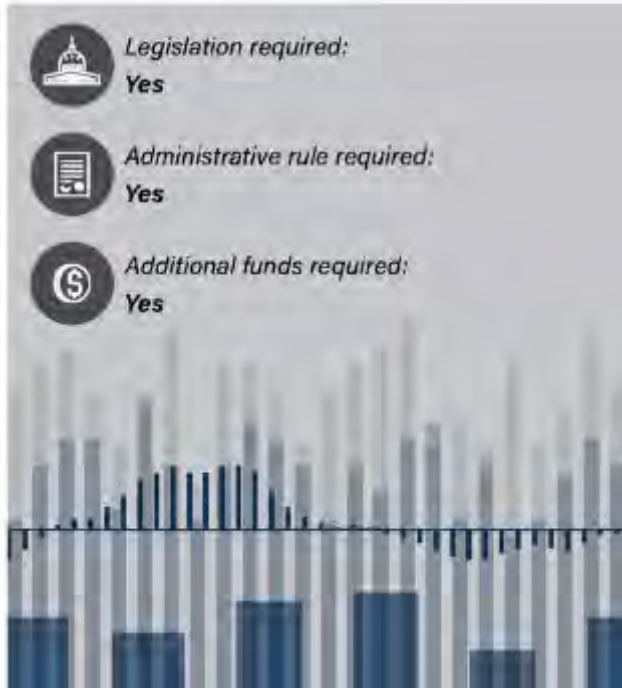 Legislation required:
Yes
Administrative rule required:
Yes
Additional funds required:
Yes